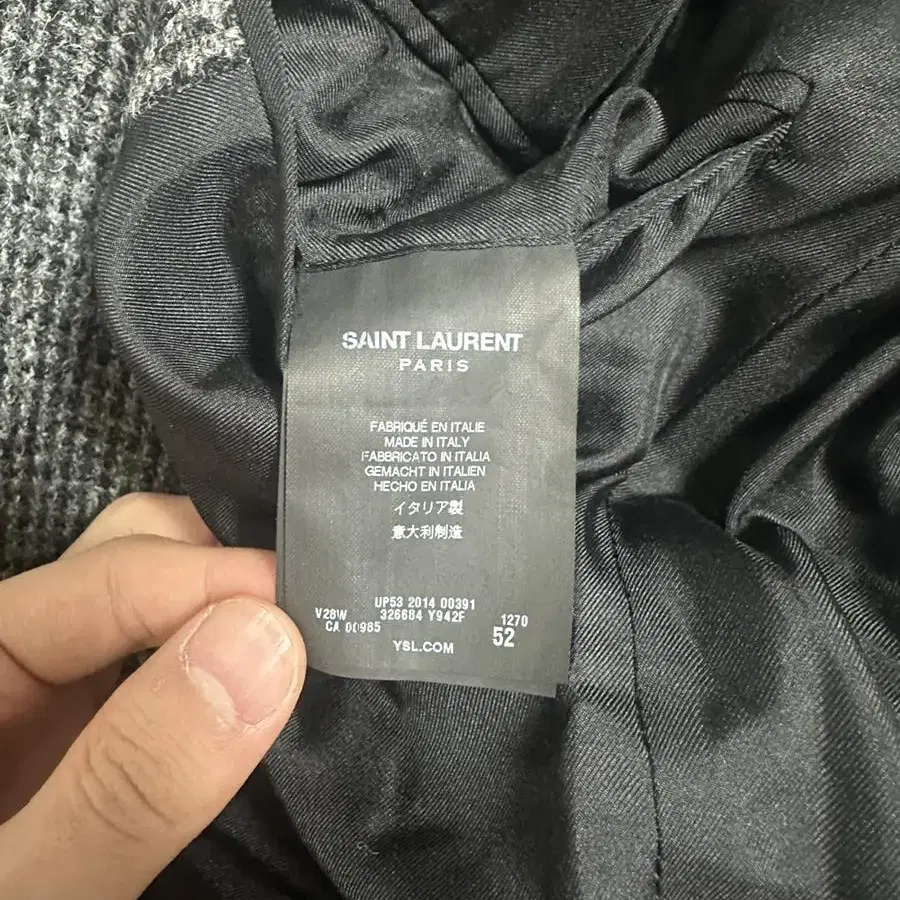 SAINT LAURENT
PARIS
FABRIQUÉ EN ITALIE
MADE IN ITALY
FABBRICATO IN ITALIA
GEMACHT IN ITALIEN
HECHO EN ITALIA
イタリア製
意大利制造
UP53 2014 00391
V28W 326684 Y942F 1270
CA 00985 52
YSL.COM